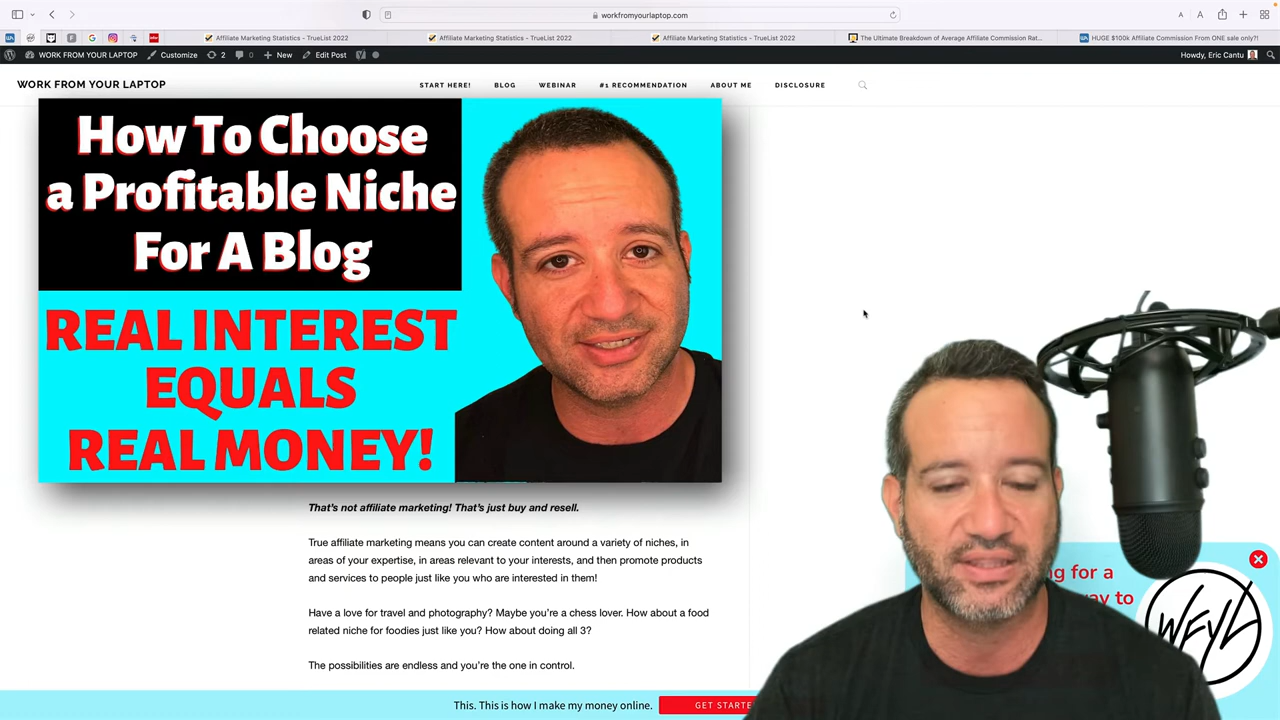 workfromyourlaptop.com
Affiliate Marketing Statistics - TrueList 2022
Affiliate Marketing Statistics - TrueList 2022
Affiliate Marketing Statistics - TrueList 2022
The Ultimate Breakdown of Average Affiliate Commission Rat...
HUGE $100k Affiliate Commission From ONE sale only?!
WORK FROM YOUR LAPTOP
Customize
2
0
New
Edit Post
Howdy, Eric Cantu
WORK FROM YOUR LAPTOP
START HERE!
BLOG
WEBINAR
#1 RECOMMENDATION
ABOUT ME
DISCLOSURE
How To Choose
a Profitable Niche
For A Blog
REAL INTEREST
EQUALS
REAL MONEY!
That's not affiliate marketing! That's just buy and resell.
True affiliate marketing means you can create content around a variety of niches, in
areas of your expertise, in areas relevant to your interests, and then promote products
and services to people just like you who are interested in them!
Have a love for travel and photography? Maybe you're a chess lover. How about a food
related niche for foodies just like you? How about doing all 3?
The possibilities are endless and you're the one in control.
for a
to
WFYL
This. This is how I make my money online.
GET STARTE